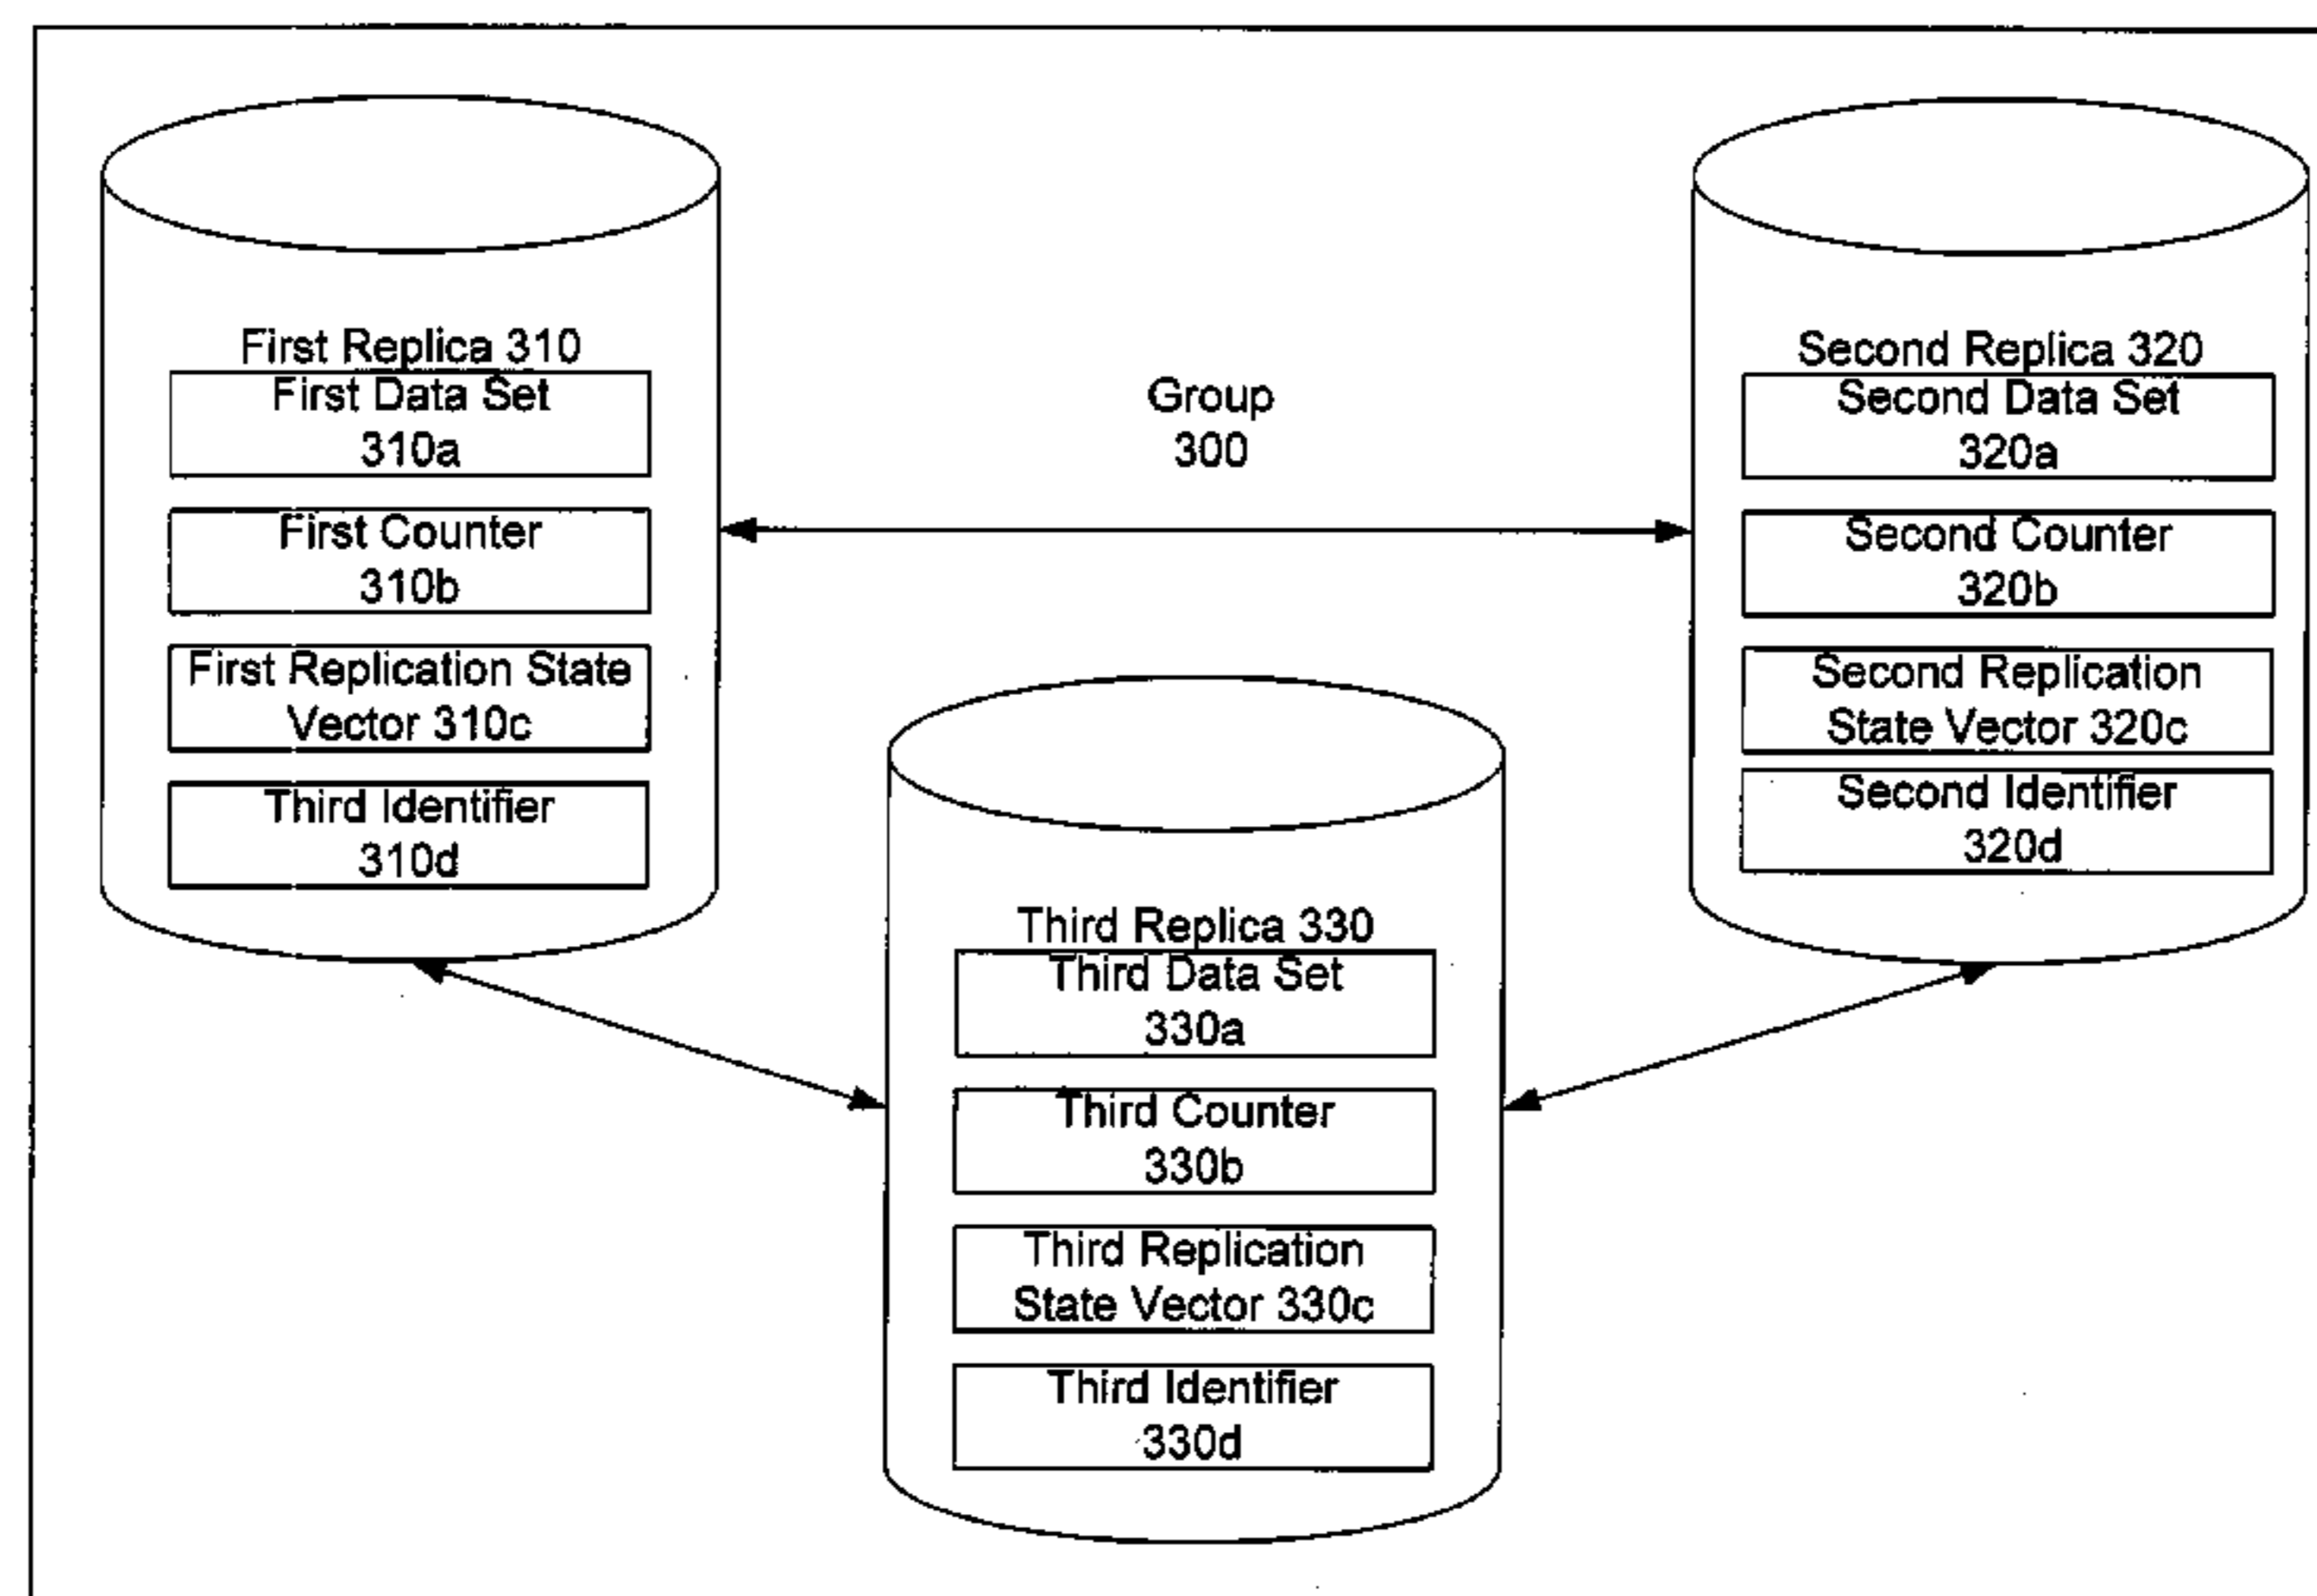 First Replica 310
First Data Set
310a
First Counter
310b
First Replication State
Vector 310c
Third Identifier
310d
Group
300
Second Replica 320
Second Data Set
320a
Second Counter
320b
Second Replication
State Vector 320c
Second Identifier
320d
Third Replica 330
Third Data Set
330a
Third Counter
330b
Third Replication
State Vector 330c
Third Identifier
330d